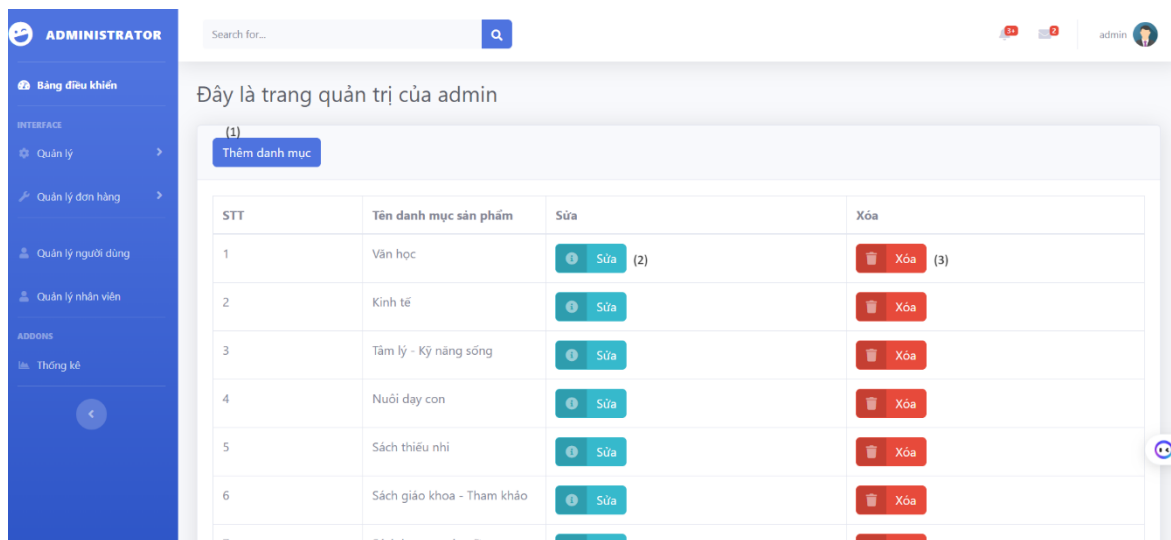 ADMINISTRATOR
Search for...
3+
2
admin
Bảng điều khiển
Đây là trang quản trị của admin
INTERFACE
(1)
Quản lý
Thêm danh mục
Quản lý đơn hàng
STT Tên danh mục sản phẩm Sửa Xóa
Quản lý người dùng
1 Văn học Sửa (2) Xóa (3)
Quản lý nhân viên
2 Kinh tế Sửa Xóa
ADDONS
Thống kê
3 Tâm lý - Kỹ năng sống Sửa Xóa
4 Nuôi dạy con Sửa Xóa
5 Sách thiếu nhi Sửa Xóa
6 Sách giáo khoa - Tham khảo Sửa Xóa